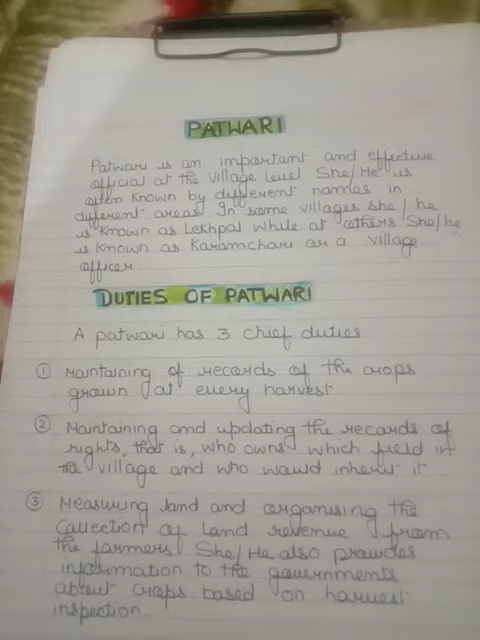 PATWARI
Patwari is an important and effective
official at the village level She/He is
often known by different names in
different areas In some villages she/he
is known as Lekhpal while at others She/he
is known as Karamchari or a village
officer.
DUTIES OF PATWARI
A patwari has 3 chief duties
① Maintaining of records of the crops
grown at every harvest
② Maintaining and updating the records of
rights, that is, who owns which field in
the village and who would inherit it
③ Measuring land and organising the
Collection of Land revenue from
the farmers She/He also provides
information to the governments
about crops based on harvest
inspection.